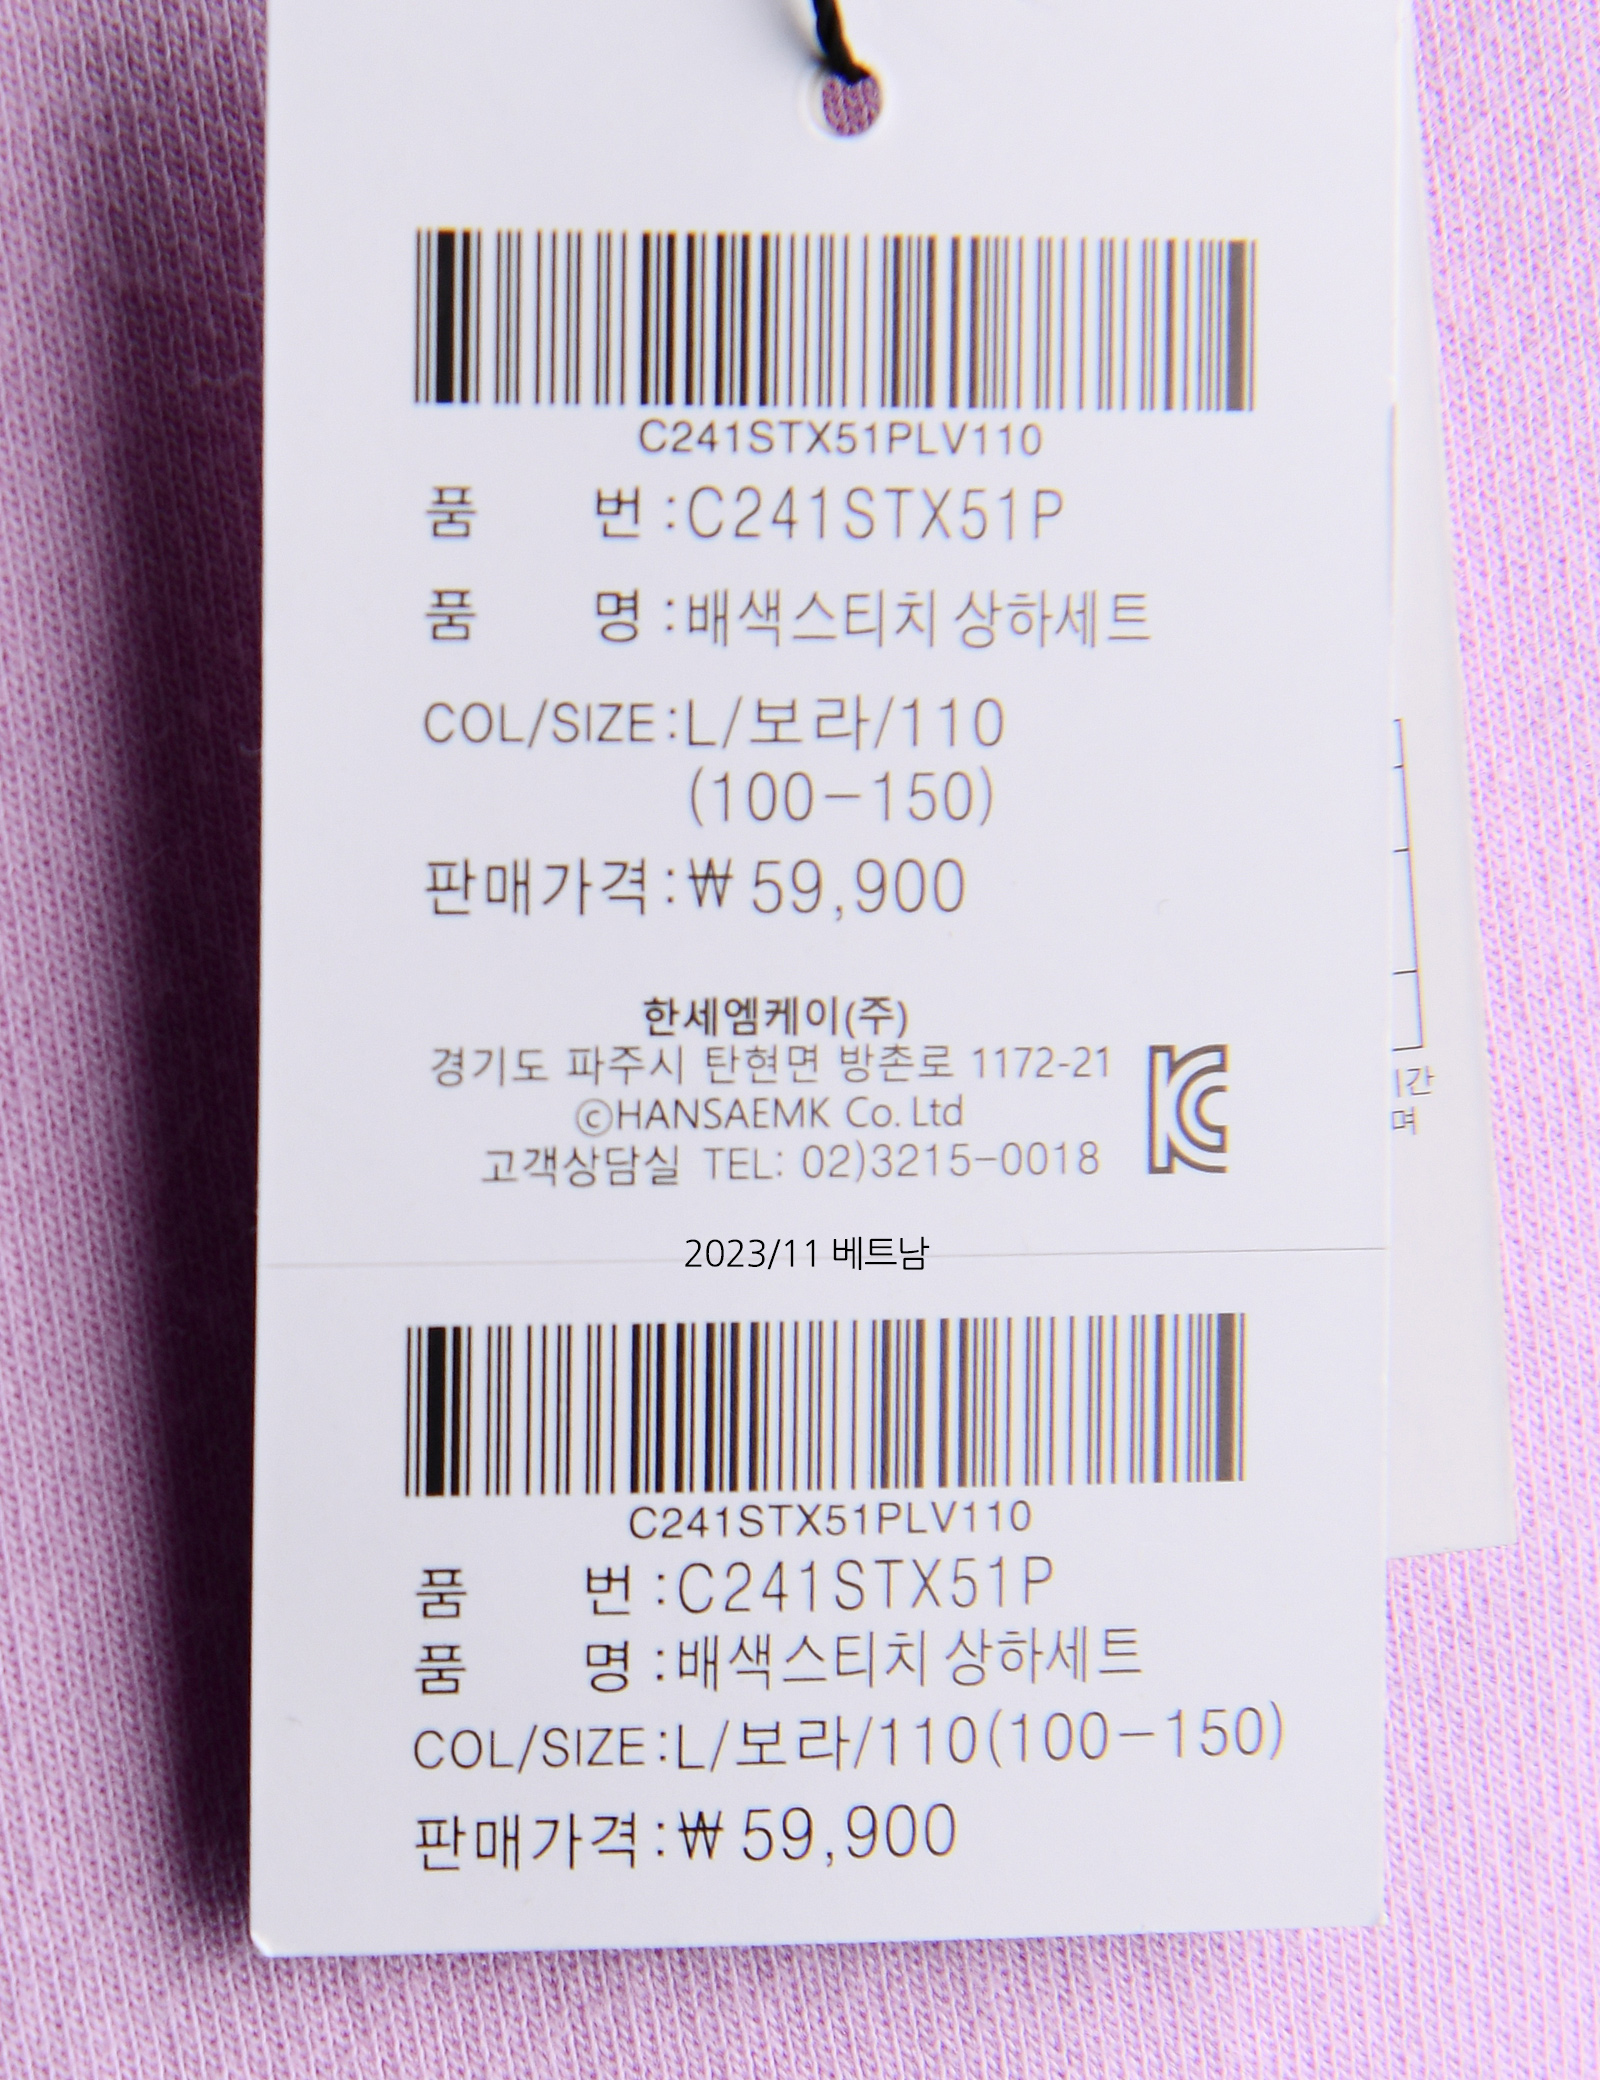 C241STX51PLV110
품 번 :C241STX51P
품 명 :배색스티치 상하세트
COL/SIZE:L/보라/110
(100-150)
판매가격:₩ 59,900
한세엠케이(주)
경기도 파주시 탄현면 방촌로 1172-21
ⓒHANSAEMK Co. Ltd
고객상담실 TEL: 02)3215-0018
2023/11 베트남
C241STX51PLV110
품 번 :C241STX51P
품 명 :배색스티치 상하세트
COL/SIZE:L/보라/110(100-150)
판매가격:₩ 59,900